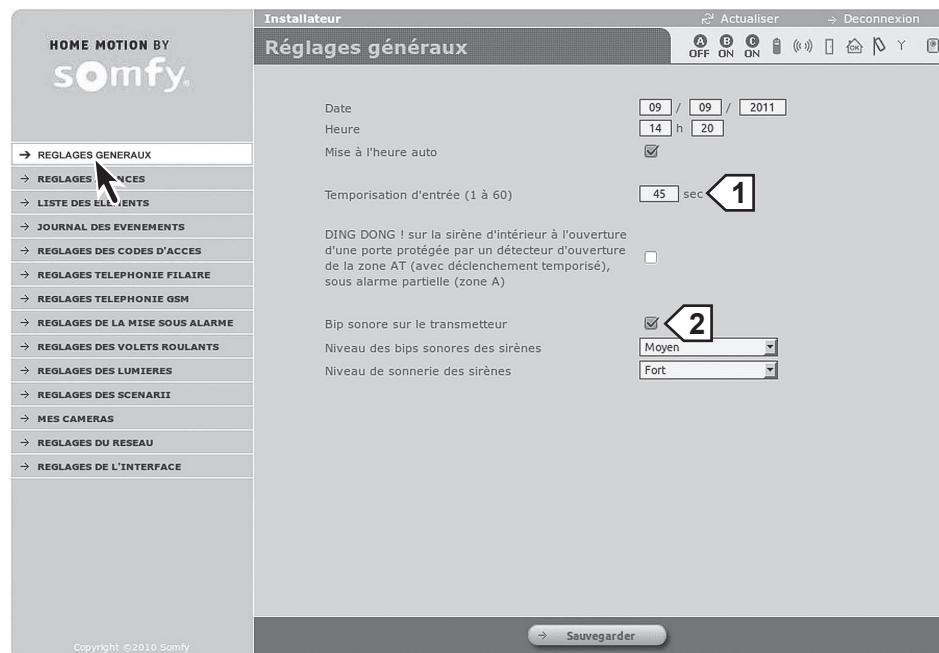 Installateur
Actualiser
Deconnexion
HOME MOTION BY
somfy.
Réglages généraux
A B C
OFF ON ON
OK
Date 09 / 09 / 2011
Heure 14 h 20
Mise à l'heure auto
Temporisation d'entrée (1 à 60) 45 sec 1
DING DONG ! sur la sirène d'intérieur à l'ouverture
d'une porte protégée par un détecteur d'ouverture
de la zone AT (avec déclenchement temporisé),
sous alarme partielle (zone A)
Bip sonore sur le transmetteur 2
Niveau des bips sonores des sirènes Moyen
Niveau de sonnerie des sirènes Fort
REGLAGES GENERAUX
REGLAGES NCES
LISTE DES ELEMENTS
JOURNAL DES EVENEMENTS
REGLAGES DES CODES D'ACCES
REGLAGES TELEPHONIE FILAIRE
REGLAGES TELEPHONIE GSM
REGLAGES DE LA MISE SOUS ALARME
REGLAGES DES VOLETS ROULANTS
REGLAGES DES LUMIERES
REGLAGES DES SCENARII
MES CAMERAS
REGLAGES DU RESEAU
REGLAGES DE L'INTERFACE
Sauvegarder
Copyright ©2010 Somfy